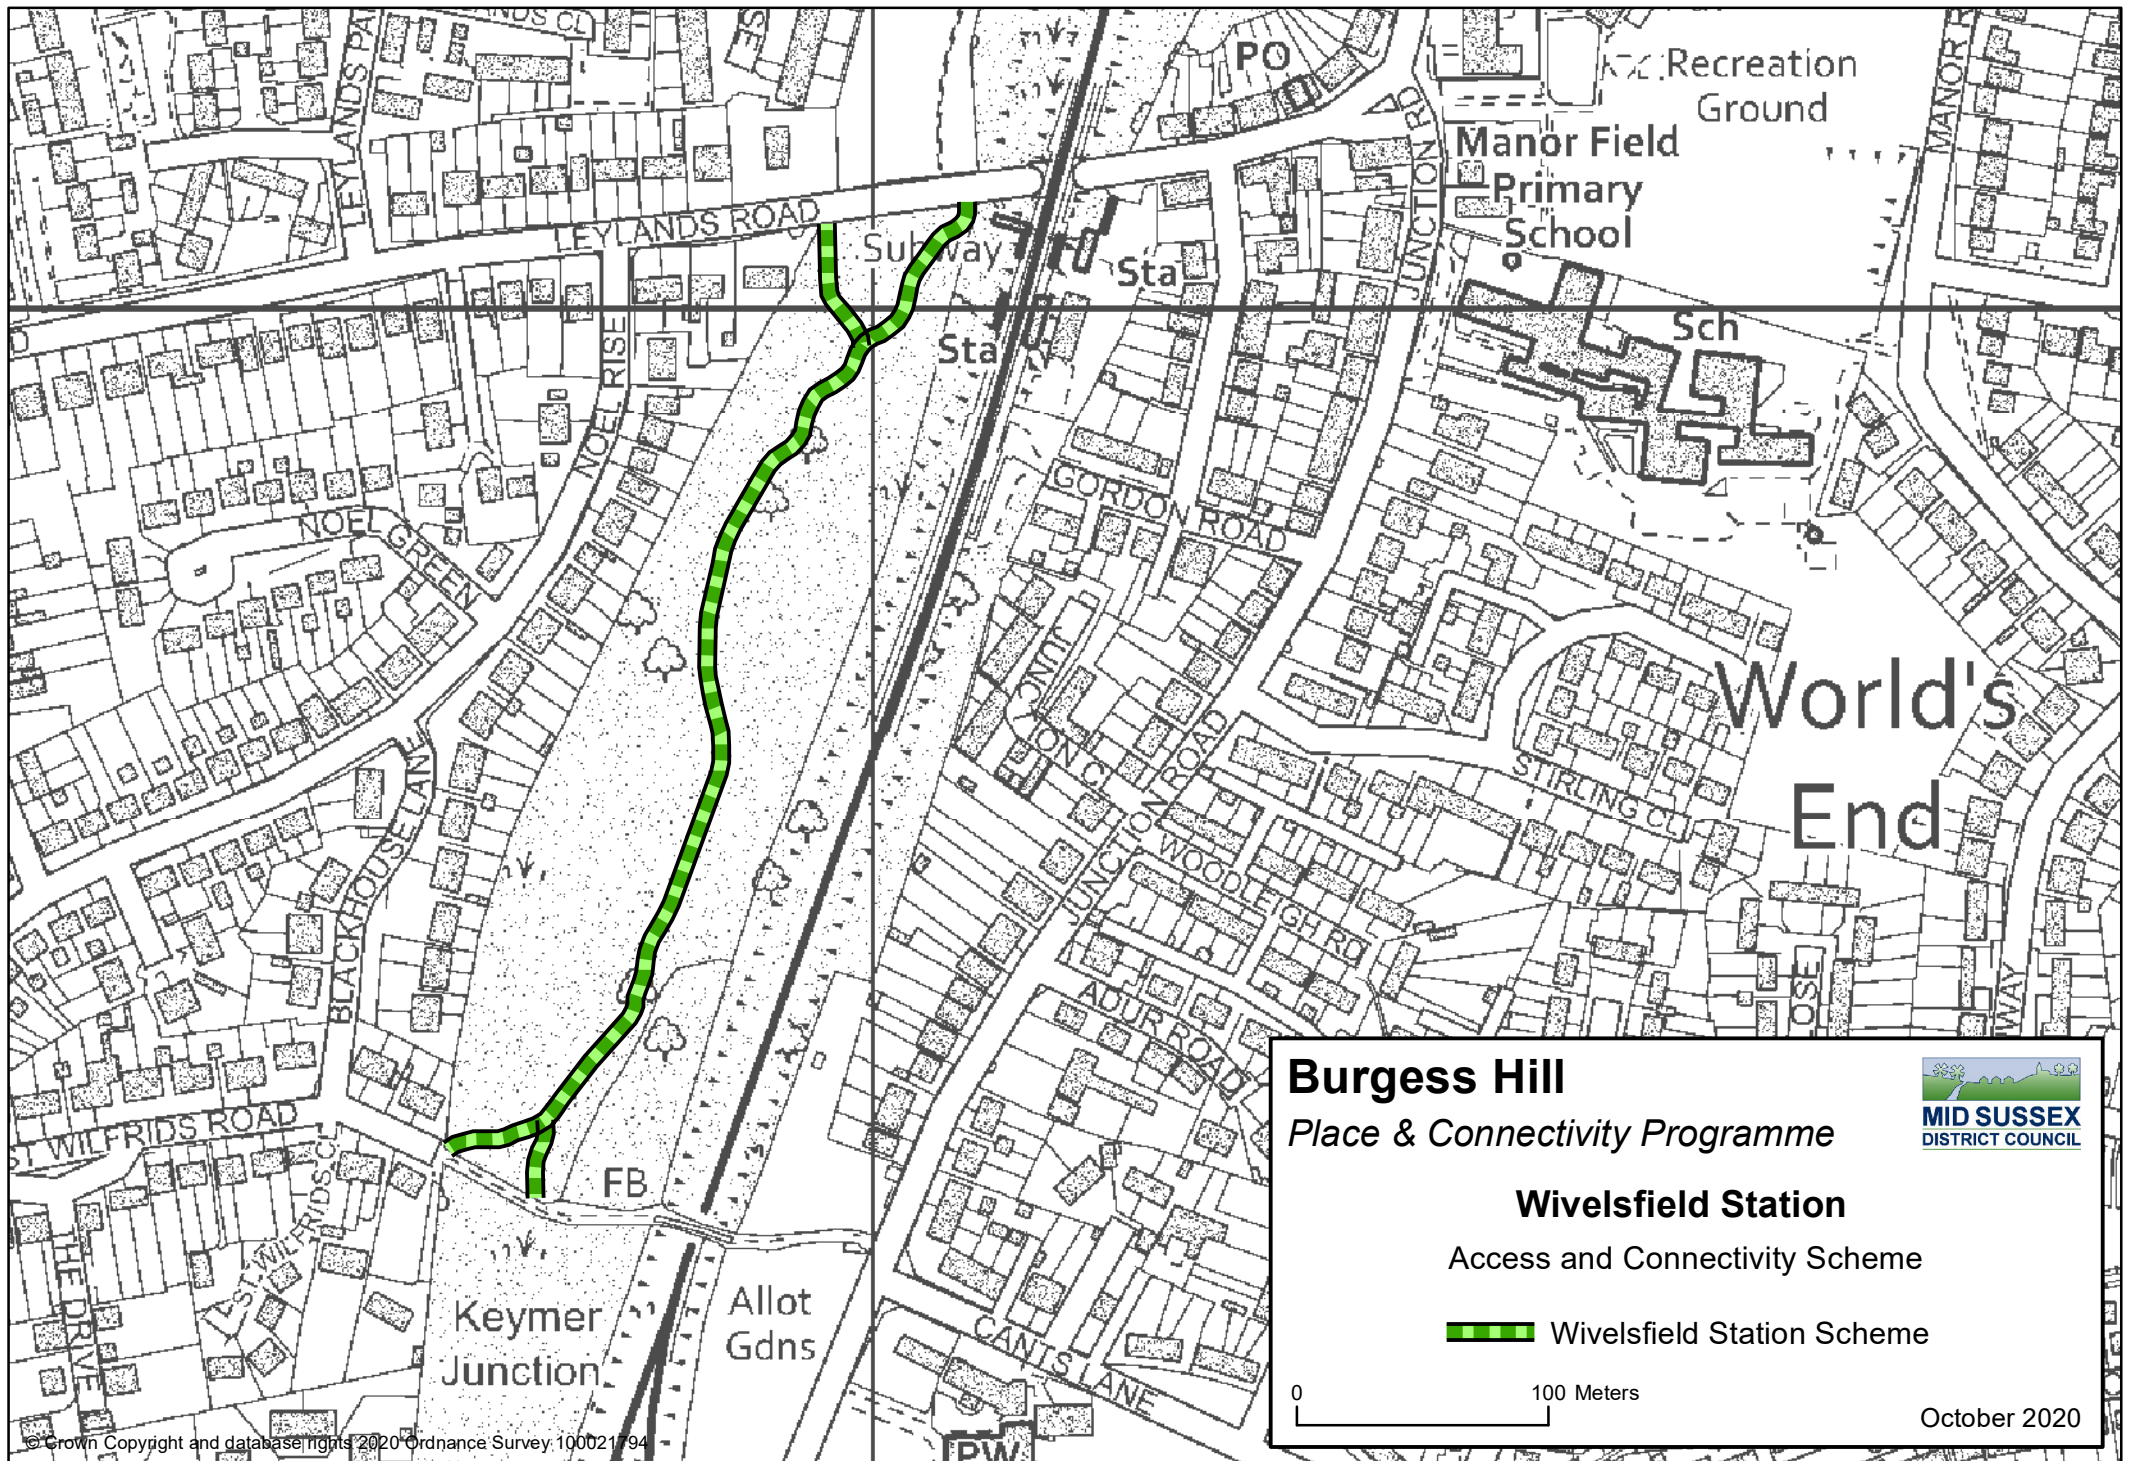 PO
Recreation
Ground
Manor Field
Primary
School
JUNCTION RD
LEYLANDS ROAD
Subway
Sta
Sta
Sch
NOEL RISE
GORDON ROAD
NOEL GREEN
World's
End
JUNCTION CL
STIRLING CL
JUNCTION ROAD
WOODLEIGH RD
BLACKHOUSE LAN
ADUR ROAD
WAY
ST WILFRIDS ROAD
ST. WILFRIDS CL
FB
Keymer
Junction
Allot
Gdns
CANTS LANE
PW
Burgess Hill
Place & Connectivity Programme
MID SUSSEX
DISTRICT COUNCIL
Wivelsfield Station
Access and Connectivity Scheme
Wivelsfield Station Scheme
0
100 Meters
October 2020
© Crown Copyright and database rights 2020 Ordnance Survey 100021794